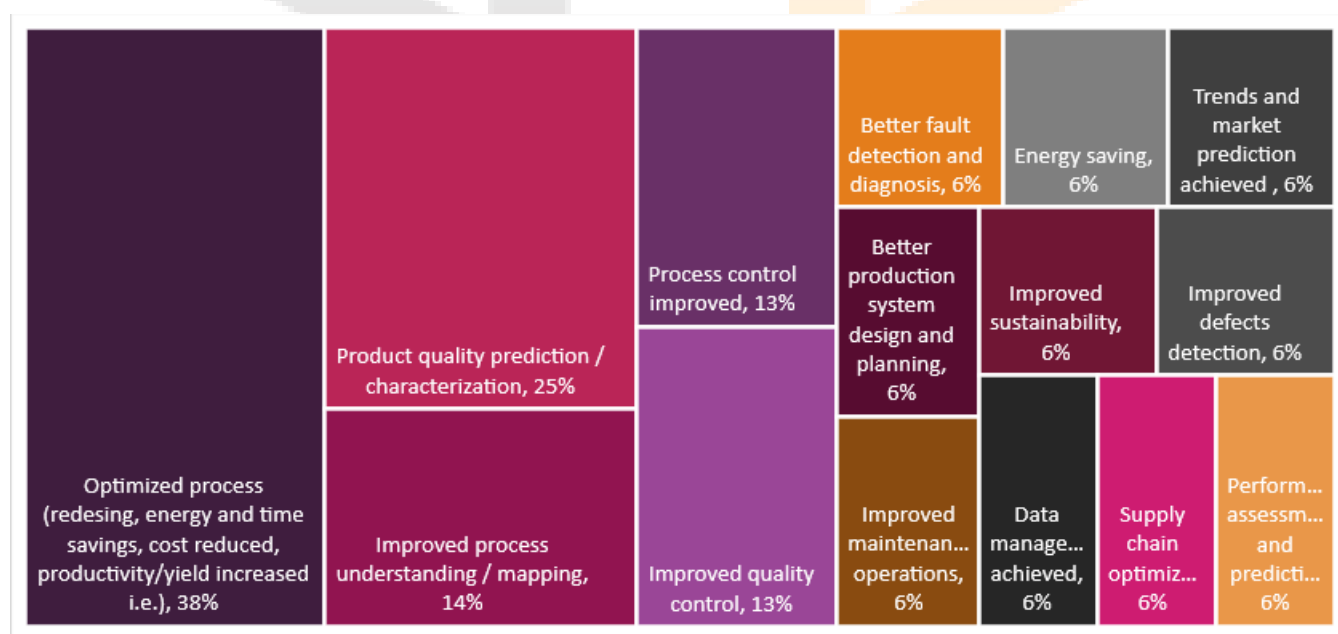 Optimized process
(redesing, energy and time
savings, cost reduced,
productivity/yield increased
i.e.), 38%
Product quality prediction /
characterization, 25%
Improved process
understanding / mapping,
14%
Process control
improved, 13%
Improved quality
control, 13%
Better fault
detection and
diagnosis, 6%
Energy saving,
6%
Trends and
market
prediction
achieved , 6%
Better
production
system
design and
planning,
6%
Improved
sustainability,
6%
Improved
defects
detection, 6%
Improved
maintenan...
operations,
6%
Data
manage...
achieved,
6%
Supply
chain
optimiz...
6%
Perform...
assessm...
and
predicti...
6%